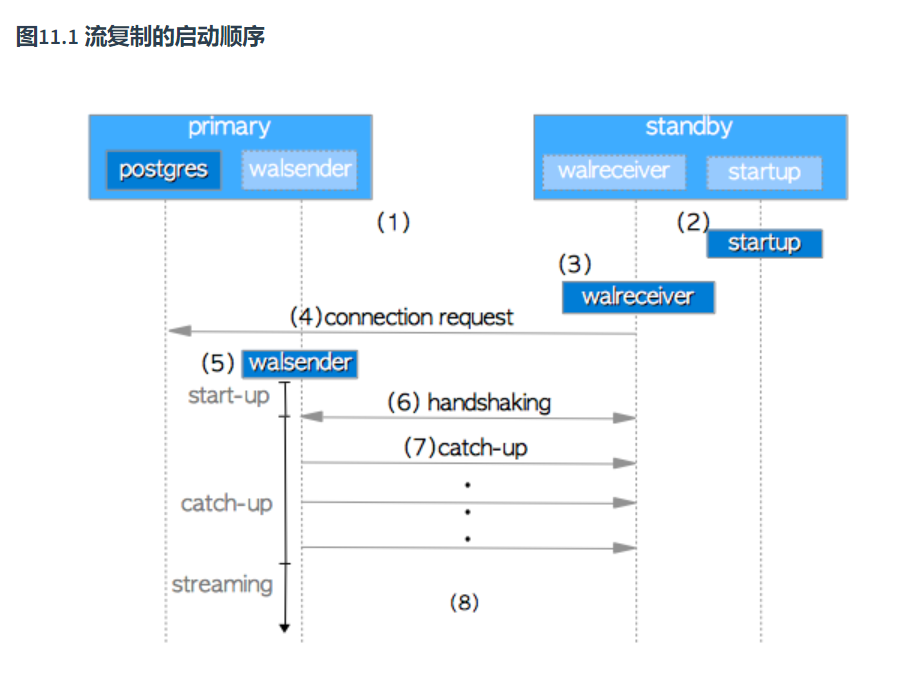 图11.1 流复制的启动顺序
primary
standby
postgres
walsender
walreceiver
startup
(1)
(2)
startup
(3)
walreceiver
(4)connection request
(5)
walsender
start-up
(6) handshaking
(7)catch-up
catch-up
streaming
(8)